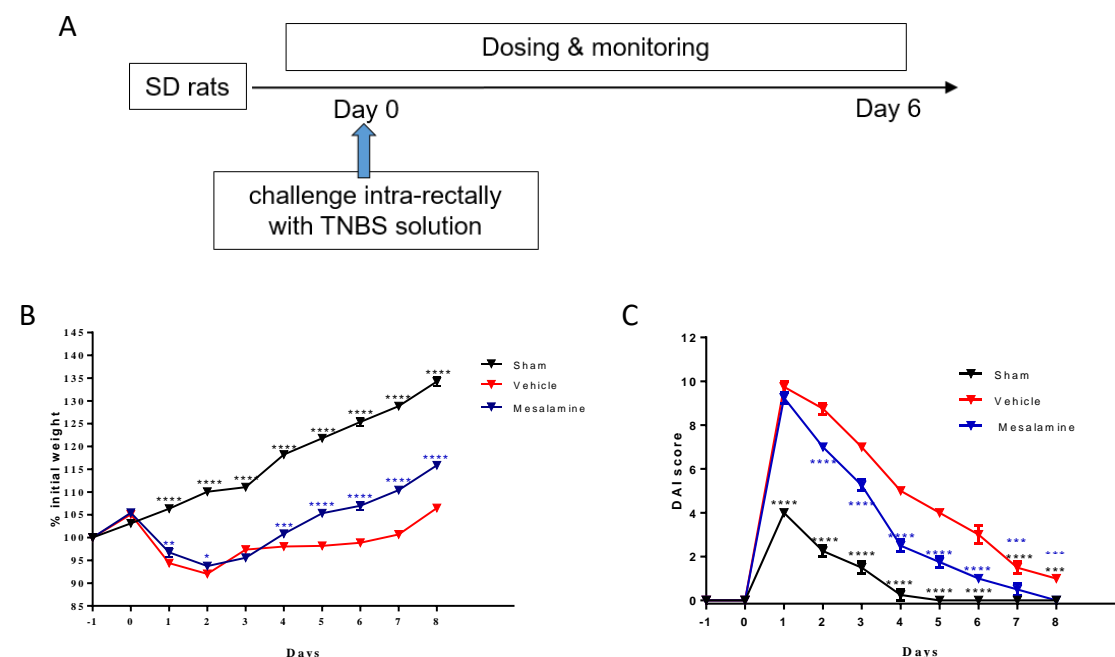 A
Dosing & monitoring
SD rats
Day 0
Day 6
challenge intra-rectally
with TNBS solution
B
145
140
135
130
125
120
115
110
105
100
95
90
85
% initial weight
-1 0 1 2 3 4 5 6 7 8
Days
Sham
Vehicle
Mesalamine
**** **** **** **** **** **** **** ****
** * *** **** **** **** ****
C
12
10
8
6
4
2
0
DAI score
-1 0 1 2 3 4 5 6 7 8
Days
Sham
Vehicle
Mesalamine
**** **** **** **** **** **** **** ***
**** **** **** **** **** *** ***